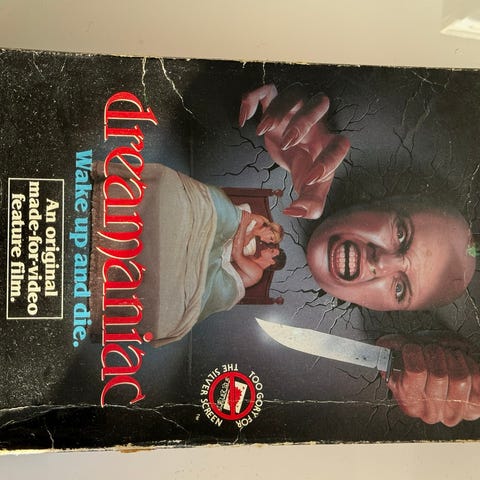 TOO GORY FOR
THE SILVER SCREEN
dreamaniac
Wake up and die.
An original
made-for-video
feature film.